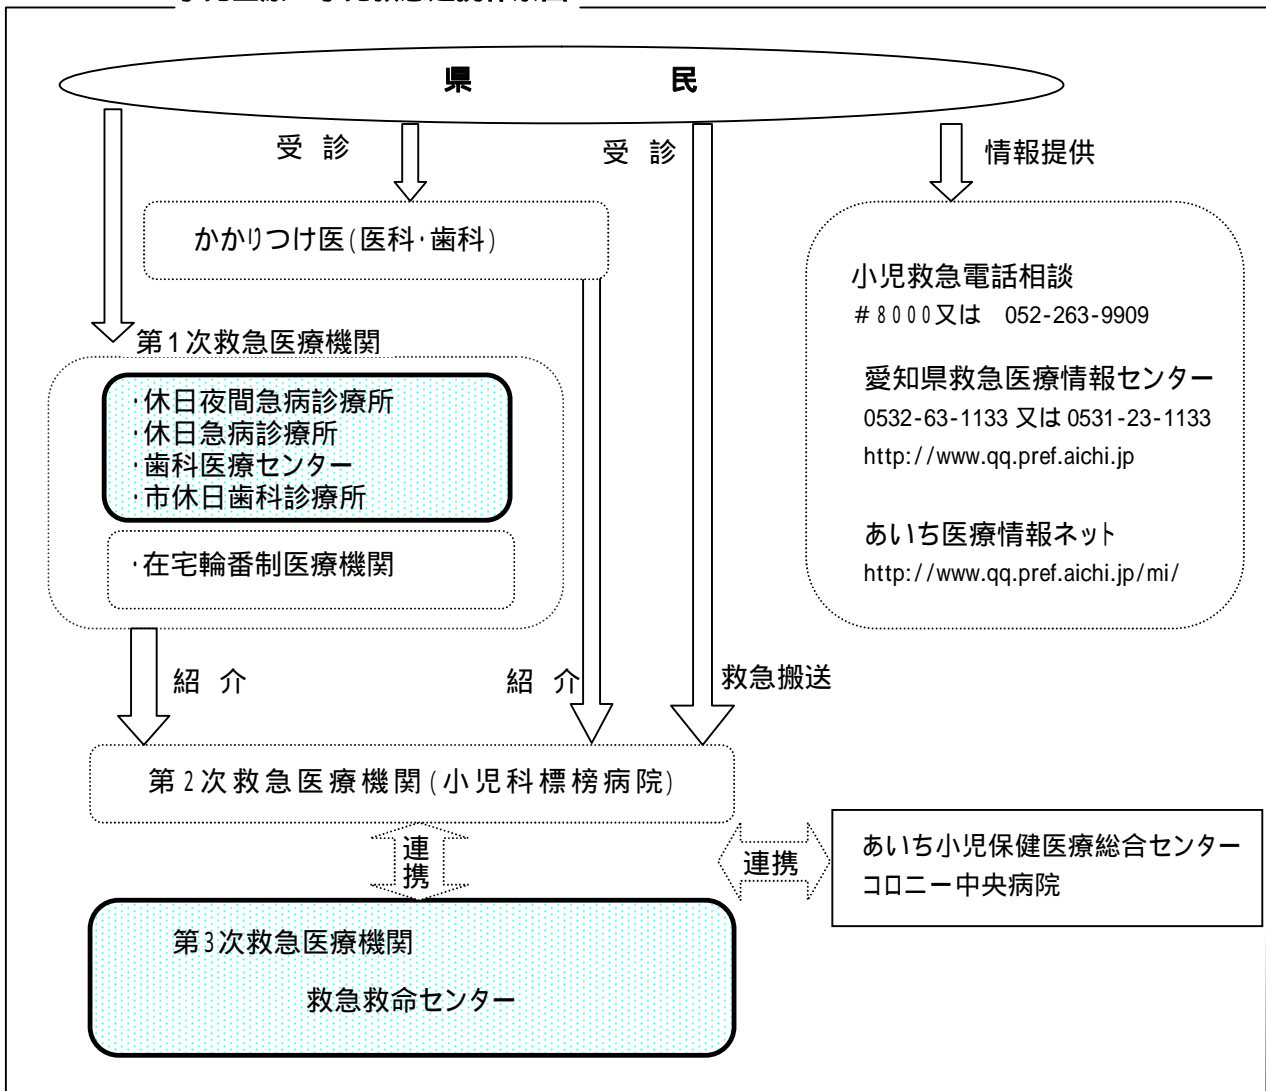 県 民
受 診
受 診
情報提供
かかりつけ医(医科・歯科)
小児救急電話相談
#8000又は 052-263-9909
愛知県救急医療情報センター
0532-63-1133 又は 0531-23-1133
http://www.qq.pref.aichi.jp
あいち医療情報ネット
http://www.qq.pref.aichi.jp/mi/
第1次救急医療機関
・休日夜間急病診療所
・休日急病診療所
・歯科医療センター
・市休日歯科診療所
・在宅輪番制医療機関
紹 介
紹 介
救急搬送
第2次救急医療機関(小児科標榜病院)
連携
連携
あいち小児保健医療総合センター
コロニー中央病院
第3次救急医療機関
救急救命センター